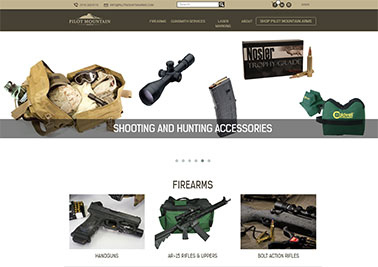 PILOT MOUNTAIN
FIREARMS
GUNSMITH SERVICES
LASER
ABOUT
SHOP PILOT MOUNTAIN ARMS
Nosler
TROPHY GRADE
Caldwell
SHOOTING AND HUNTING ACCESSORIES
FIREARMS
HANDGUNS
AR-15 RIFLES & UPPERS
BOLT ACTION RIFLES